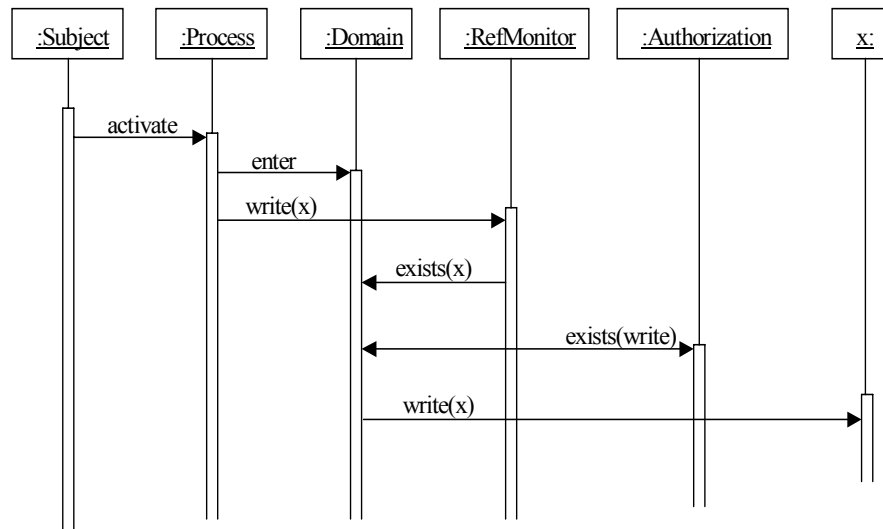 :Subject
:Process
:Domain
:RefMonitor
:Authorization
x:
activate
enter
write(x)
exists(x)
exists(write)
write(x)